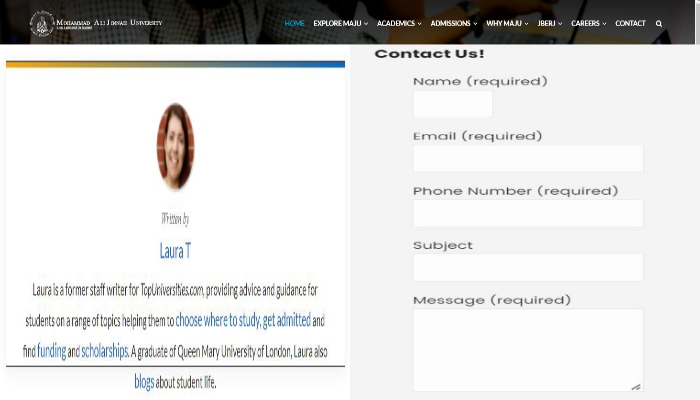 Mohammad Ali Jinnah University
HOME EXPLORE MAJU ACADEMICS ADMISSIONS WHY MAJU JBERJ CAREERS CONTACT
Written by
Laura T
Laura is a former staff writer for TopUniversities.com, providing advice and guidance for
students on a range of topics helping them to choose where to study, get admitted and
find funding and scholarships. A graduate of Queen Mary University of London, Laura also
blogs about student life.
Contact Us!
Name (required)
Email (required)
Phone Number (required)
Subject
Message (required)